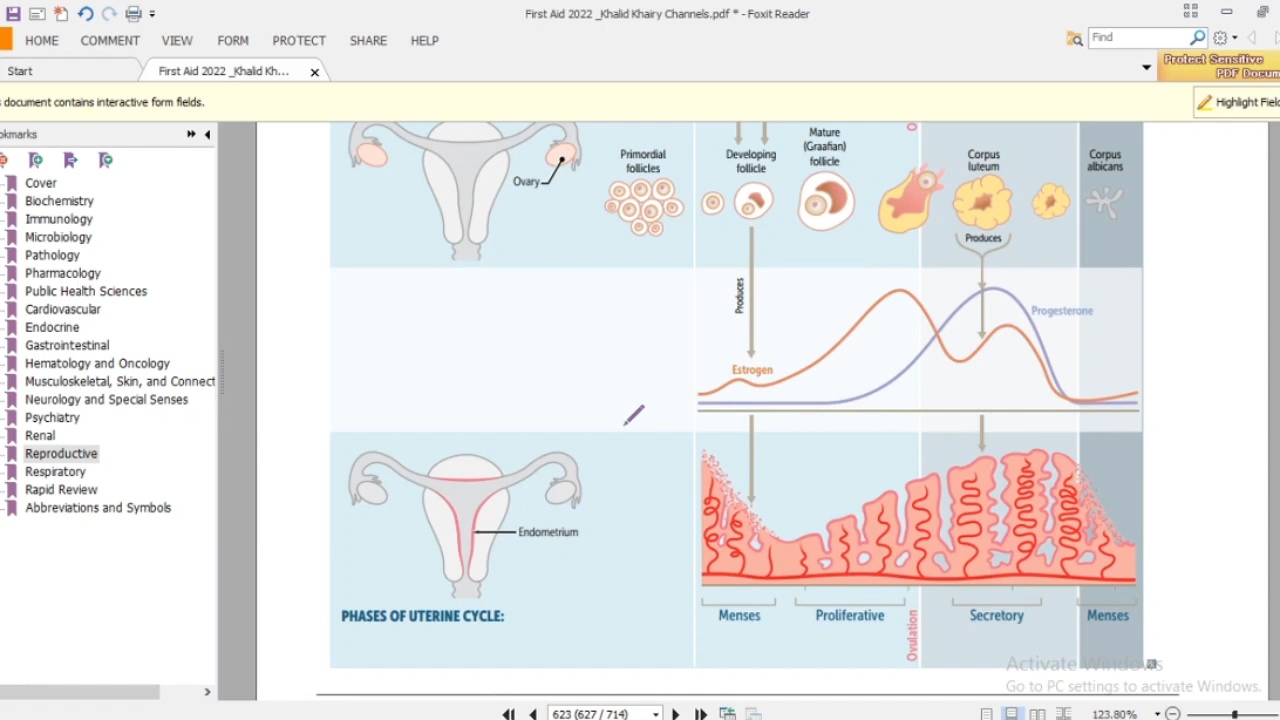 First Aid 2022 _Khalid Khairy Channels.pdf * - Foxit Reader
HOME COMMENT VIEW FORM PROTECT SHARE HELP
Find
Start
First Aid 2022 _Khalid Kh...
Protect Sensitive
PDF Docum
document contains interactive form fields.
Highlight Fiel
okmarks
Cover
Biochemistry
Immunology
Microbiology
Pathology
Pharmacology
Public Health Sciences
Cardiovascular
Endocrine
Gastrointestinal
Hematology and Oncology
Musculoskeletal, Skin, and Connect
Neurology and Special Senses
Psychiatry
Renal
Reproductive
Respiratory
Rapid Review
Abbreviations and Symbols
Ovary
Primordial
follicles
Developing
follicle
Mature
(Graafian)
follicle
Corpus
luteum
Corpus
albicans
Produces
Produces
Progesterone
Estrogen
Endometrium
PHASES OF UTERINE CYCLE:
Menses
Proliferative
Ovulation
Secretory
Menses
Activate Windows
Go to PC settings to activate Windows.
623 (627 / 714)
123.80%